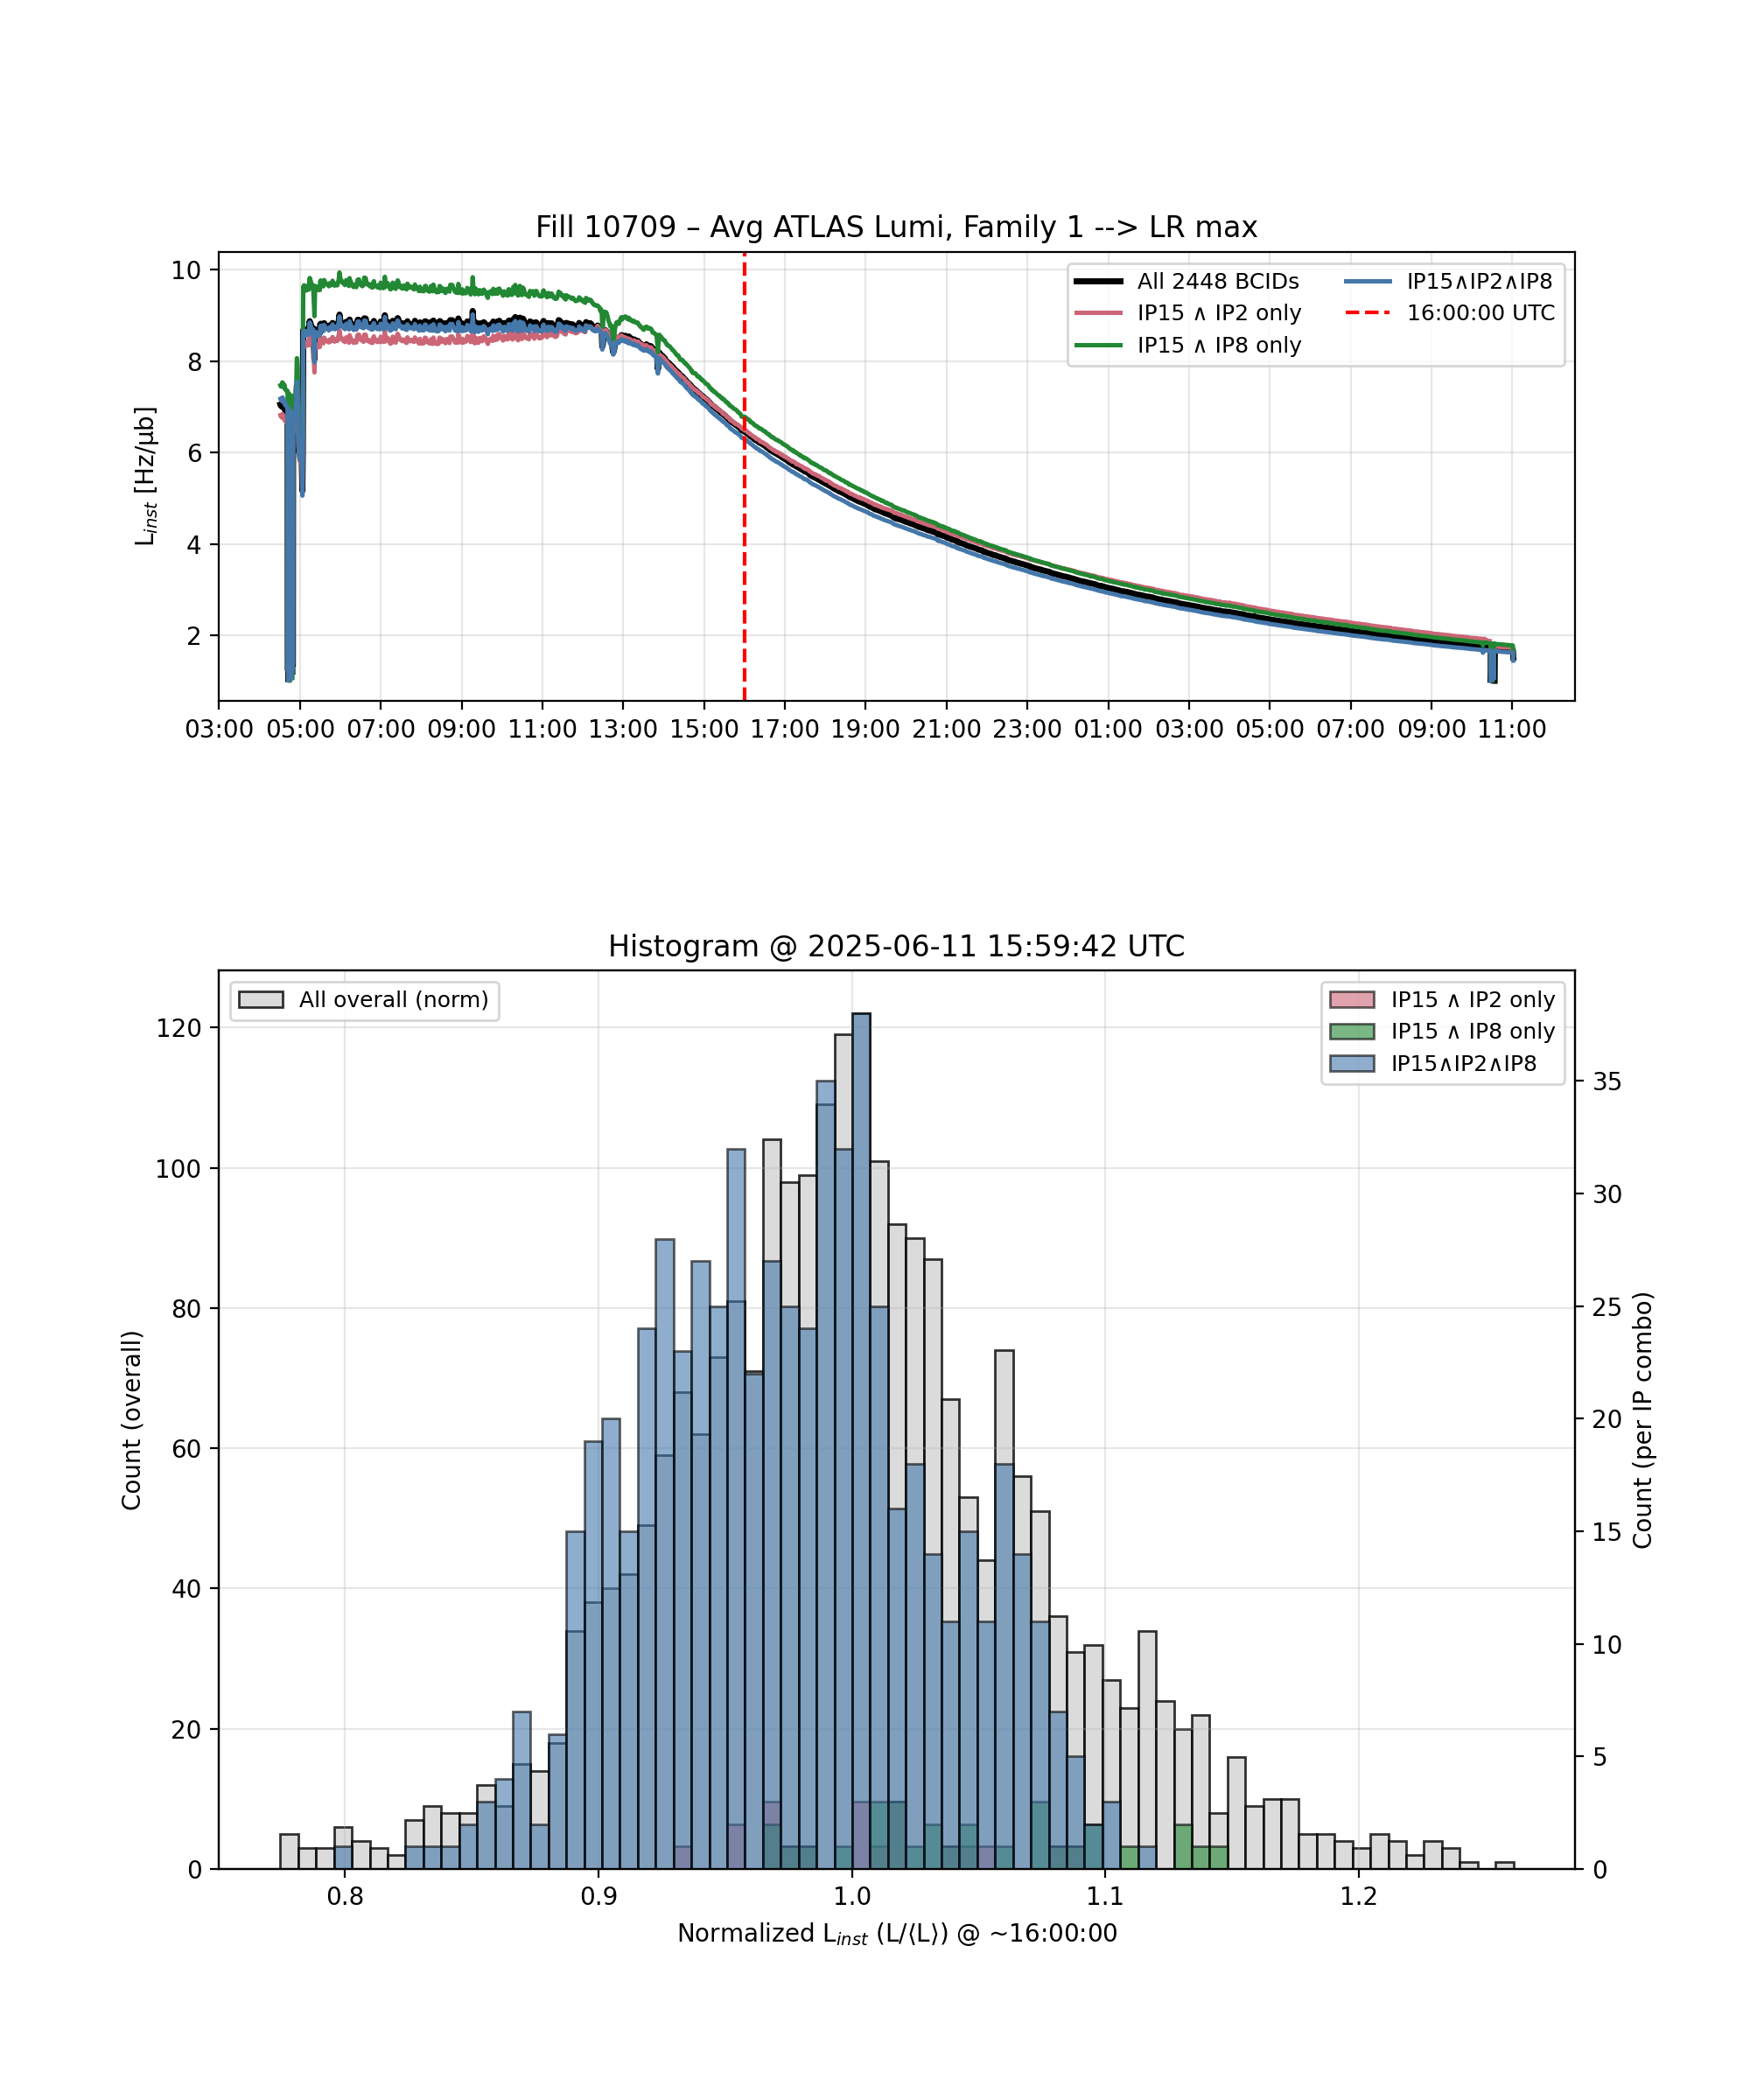 Fill 10709 – Avg ATLAS Lumi, Family 1 --> LR max
L_inst [Hz/μb]
10
8
6
4
2
All 2448 BCIDs
IP15 ∧ IP2 only
IP15 ∧ IP8 only
IP15∧IP2∧IP8
16:00:00 UTC
03:00 05:00 07:00 09:00 11:00 13:00 15:00 17:00 19:00 21:00 23:00 01:00 03:00 05:00 07:00 09:00 11:00
Histogram @ 2025-06-11 15:59:42 UTC
Count (overall)
120
100
80
60
40
20
0
All overall (norm)
IP15 ∧ IP2 only
IP15 ∧ IP8 only
IP15∧IP2∧IP8
35
30
25
20
15
10
5
0
Count (per IP combo)
0.8 0.9 1.0 1.1 1.2
Normalized L_inst (L/⟨L⟩) @ ~16:00:00